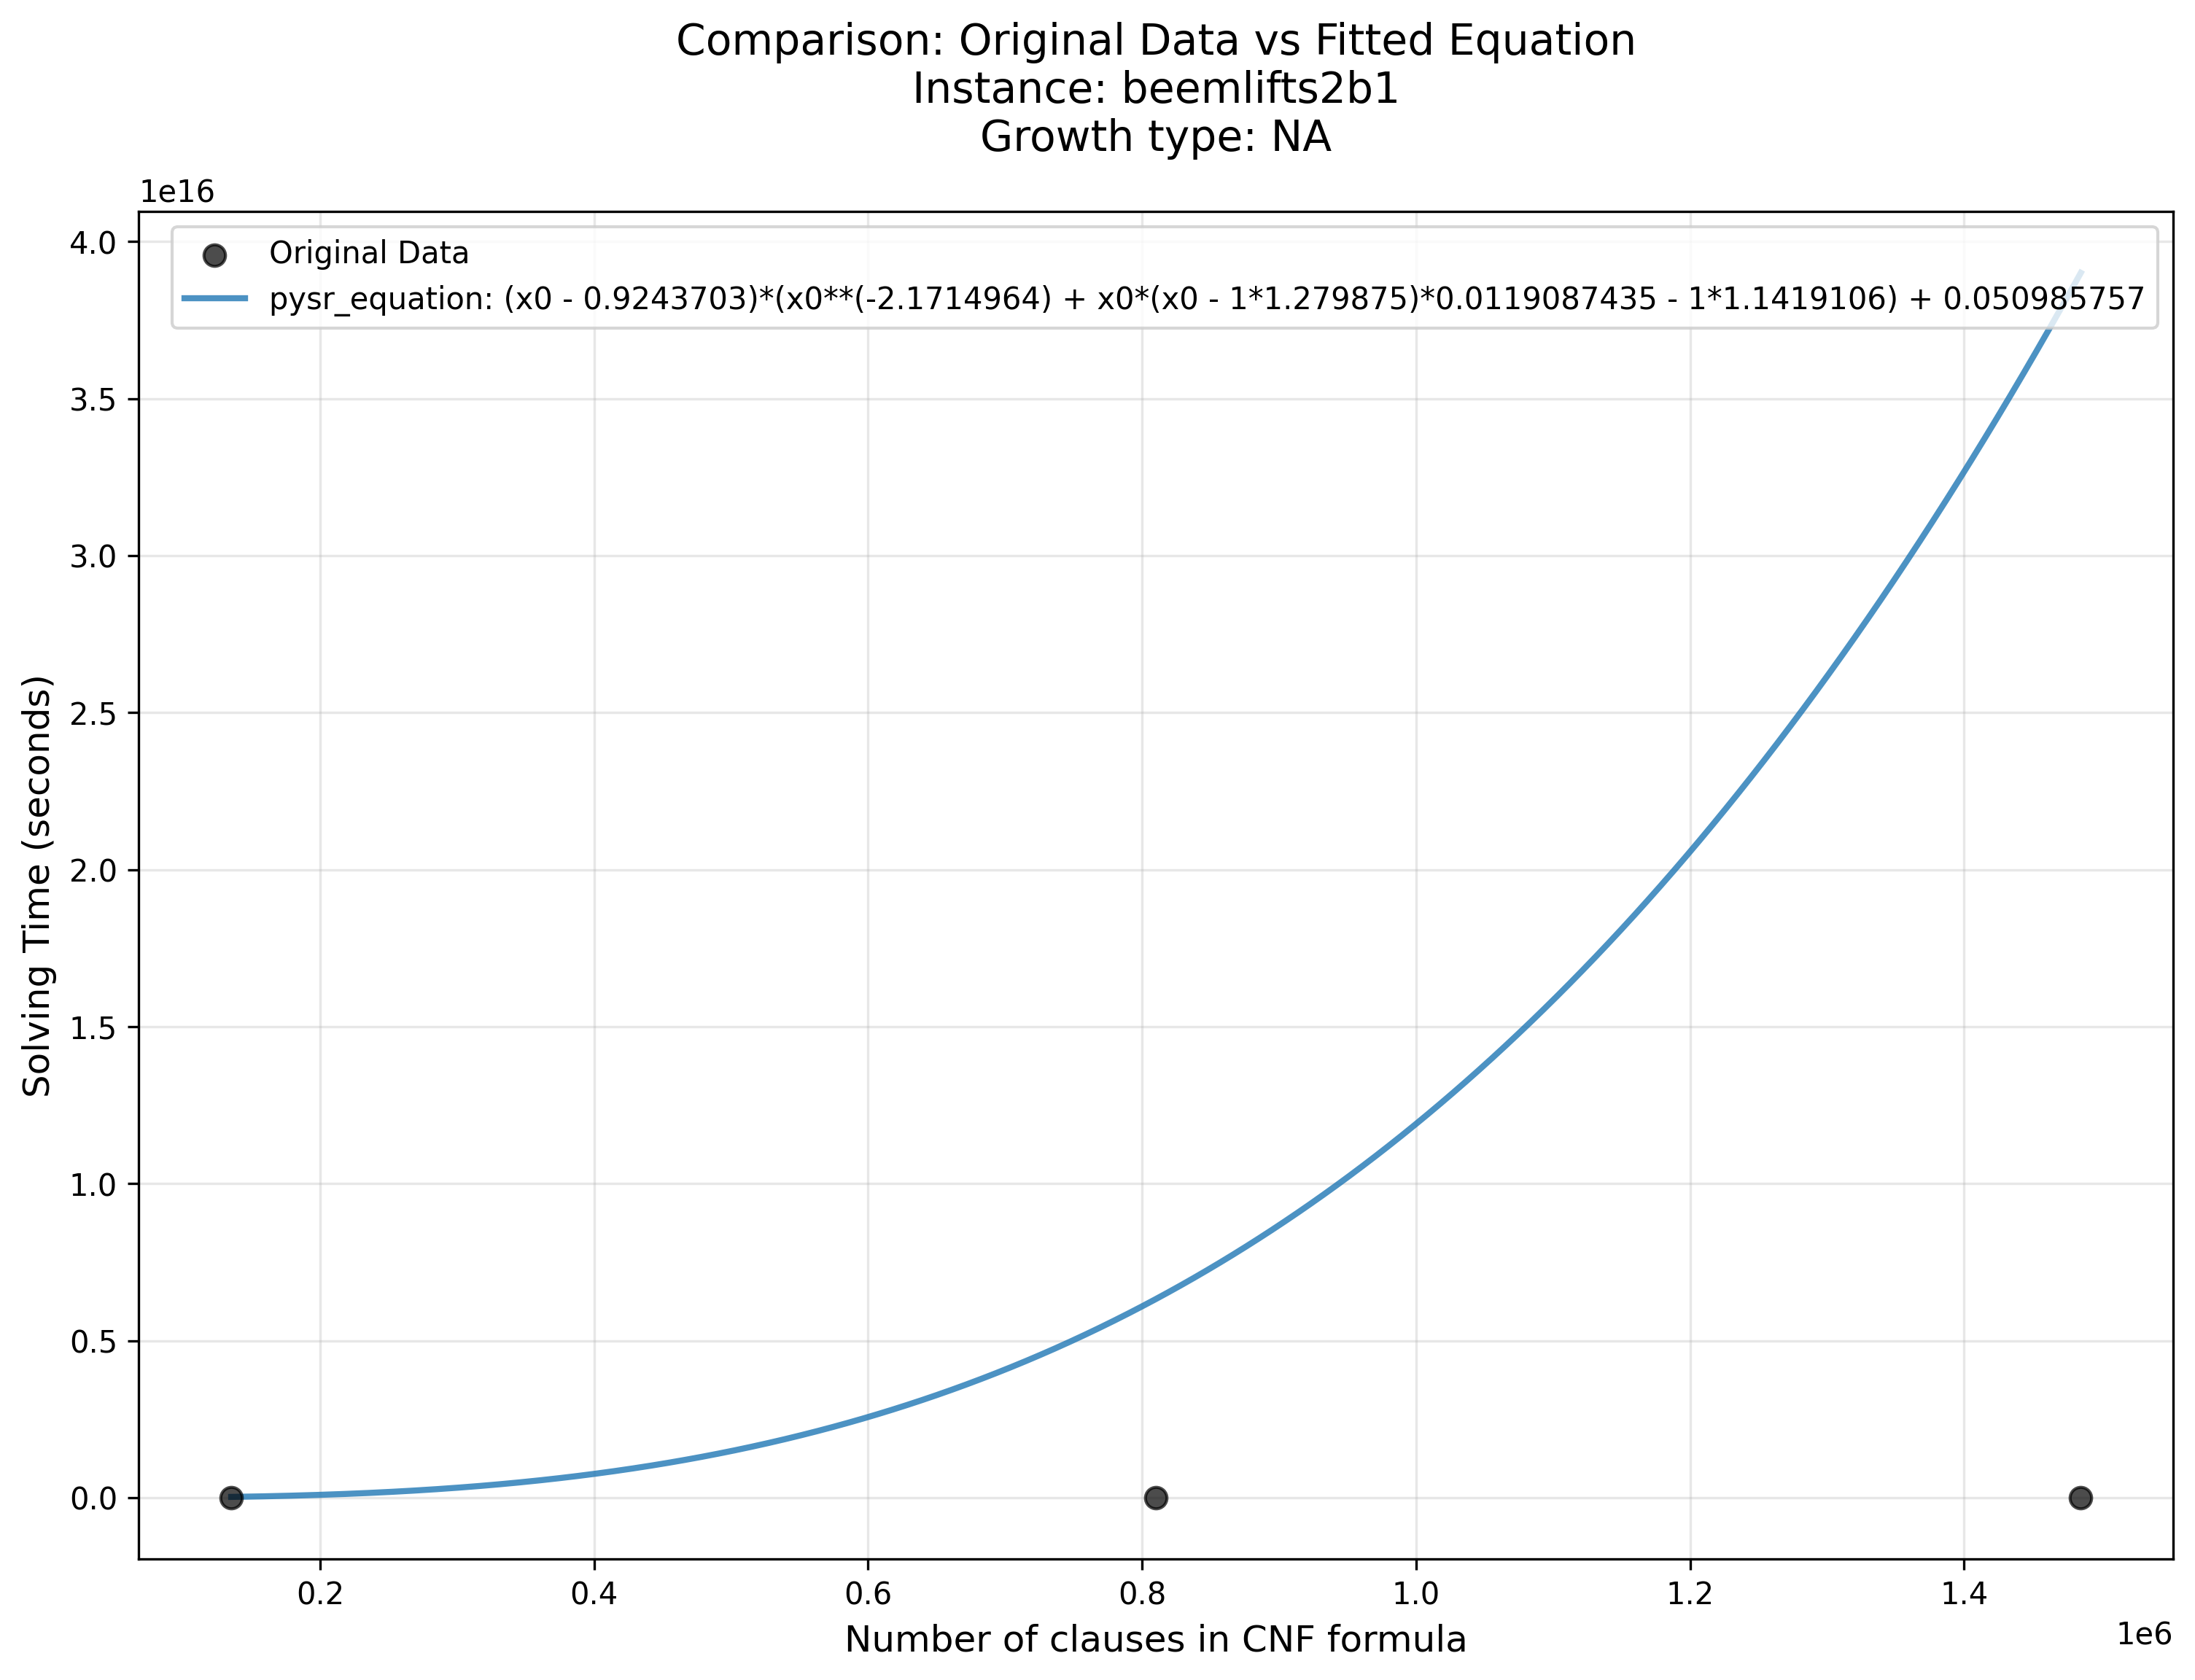 Comparison: Original Data vs Fitted Equation
Instance: beemlifts2b1
Growth type: NA
1e16
4.0
3.5
3.0
2.5
2.0
1.5
1.0
0.5
0.0
Original Data
pysr_equation: (x0 - 0.9243703)*(x0**(-2.1714964) + x0*(x0 - 1*1.279875)*0.0119087435 - 1*1.1419106) + 0.050985757
Solving Time (seconds)
0.2
0.4
0.6
0.8
1.0
1.2
1.4
1e6
Number of clauses in CNF formula